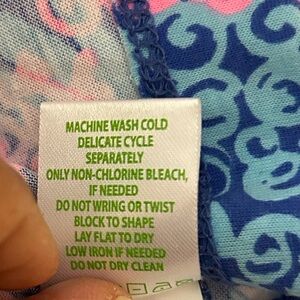 MACHINE WASH COLD
DELICATE CYCLE
SEPARATELY
ONLY NON-CHLORINE BLEACH,
IF NEEDED
DO NOT WRING OR TWIST
BLOCK TO SHAPE
LAY FLAT TO DRY
LOW IRON IF NEEDED
DO NOT DRY CLEAN